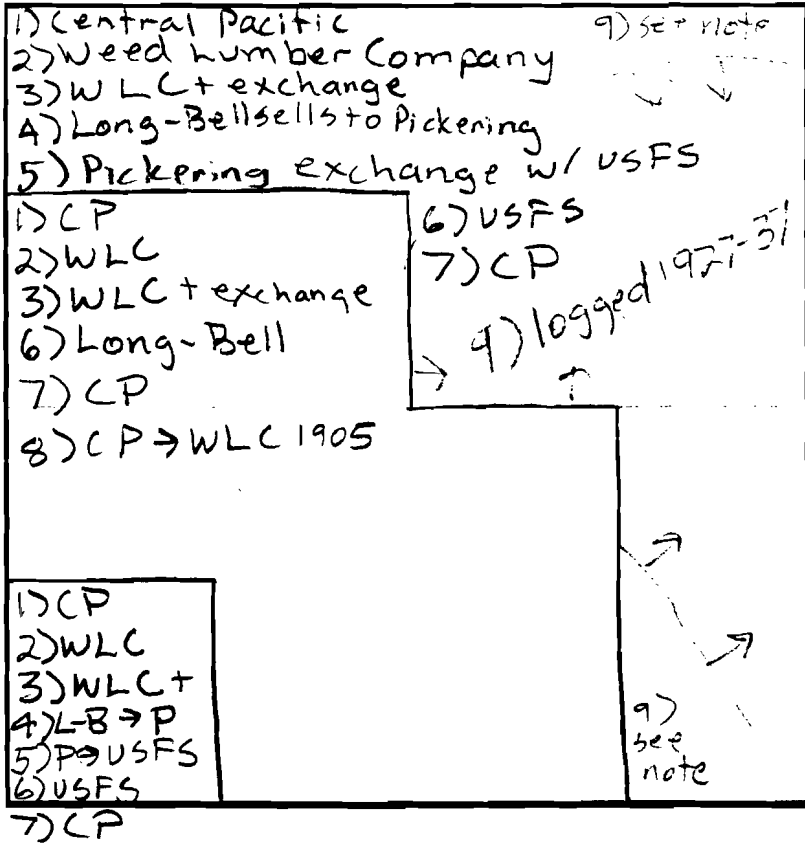 1) Central Pacific
9) see note
2) Weed Lumber Company
3) WLC + exchange
4) Long-Bell sells to Pickering
5) Pickering exchange w/ USFS
6) USFS
7) CP
9) logged 1927-31
1) CP
2) WLC
3) WLC + exchange
6) Long-Bell
7) CP
8) CP → WLC 1905
1) CP
2) WLC
3) WLC +
4) L-B → P
5) P → USFS
6) USFS
7) CP
9)
see
note